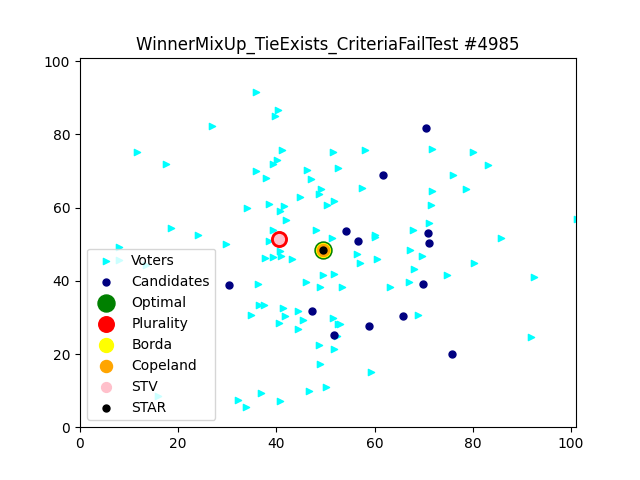 WinnerMixUp_TieExists_CriteriaFailTest #4985
100
80
60
40
20
0
Voters
Candidates
Optimal
Plurality
Borda
Copeland
STV
STAR
0 20 40 60 80 100